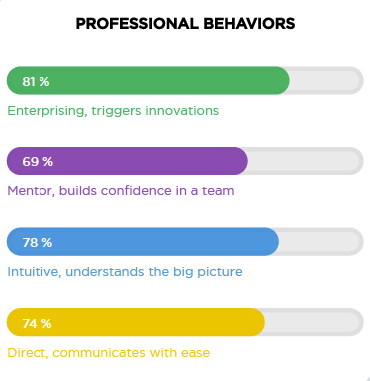 PROFESSIONAL BEHAVIORS
81 %
Enterprising, triggers innovations
69 %
Mentor, builds confidence in a team
78 %
Intuitive, understands the big picture
74 %
Direct, communicates with ease